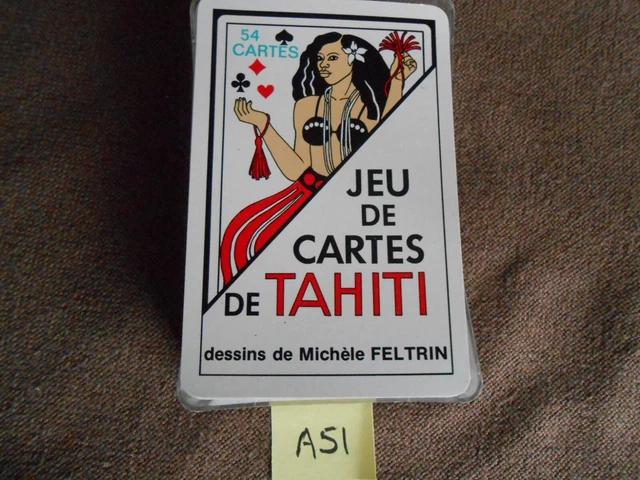 54
CARTES
JEU
DE
CARTES
DE TAHITI
dessins de Michèle FELTRIN
A51